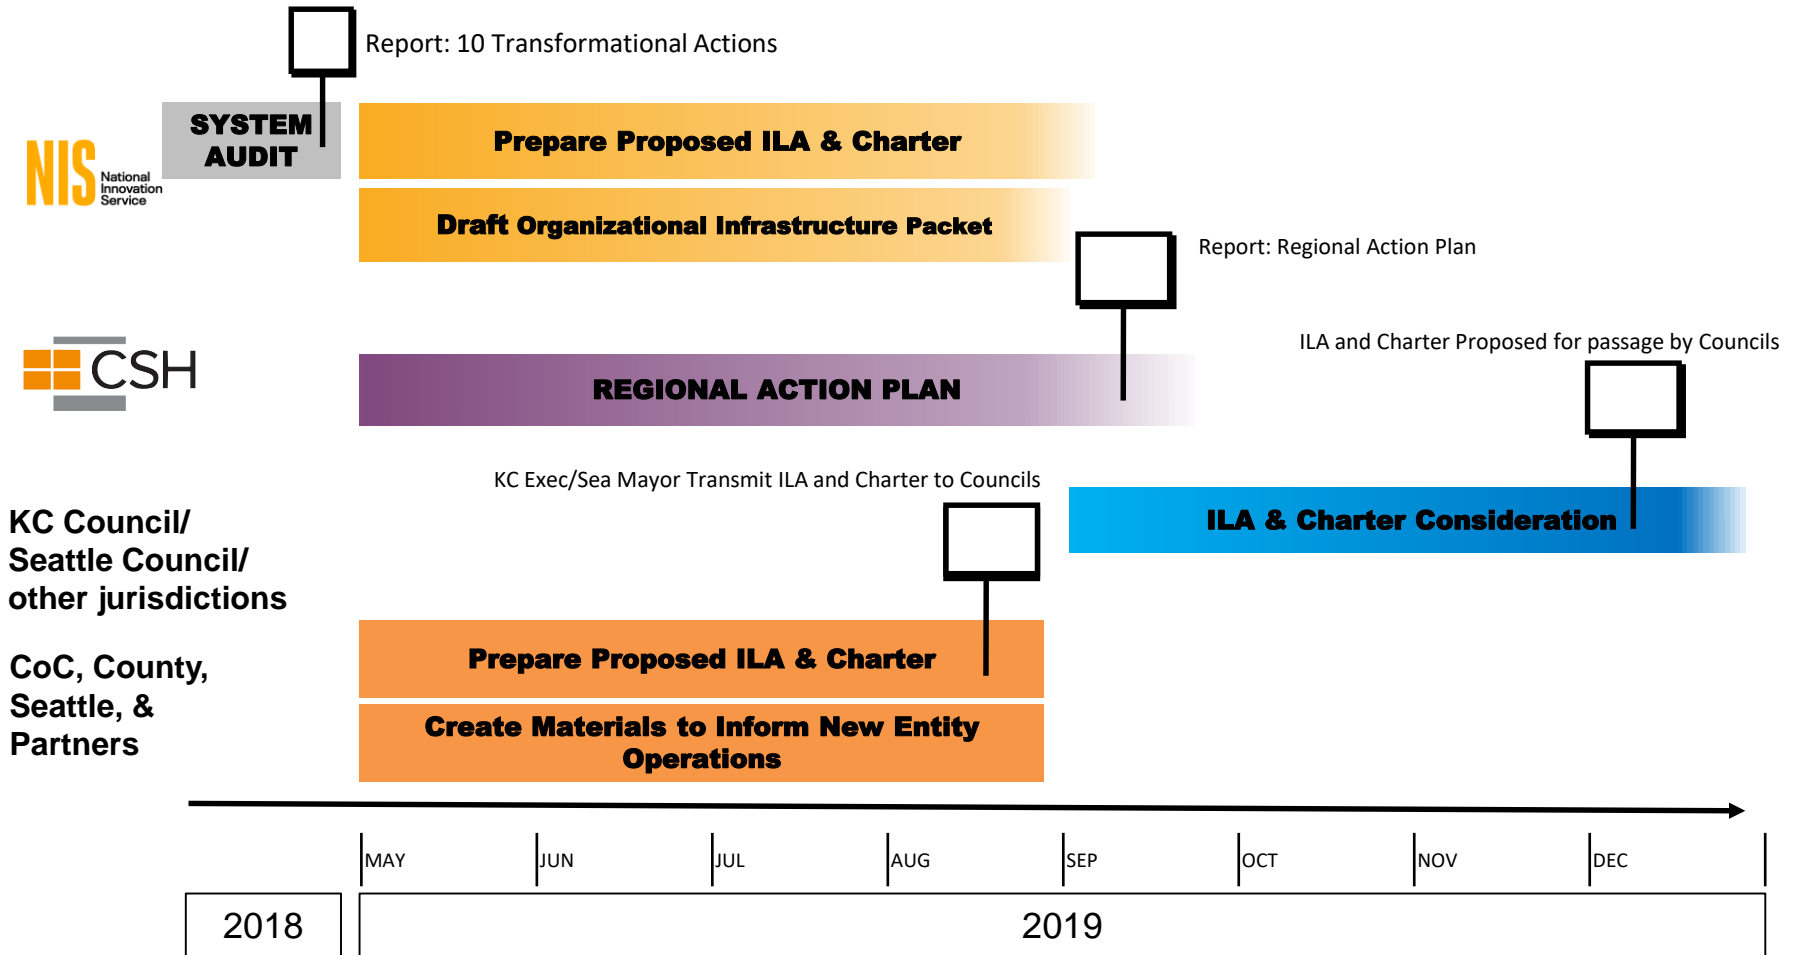 Report: 10 Transformational Actions
SYSTEM
AUDIT
Prepare Proposed ILA & Charter
NIS National
Innovation
Service
Draft Organizational Infrastructure Packet
Report: Regional Action Plan
ILA and Charter Proposed for passage by Councils
CSH
REGIONAL ACTION PLAN
KC Exec/Sea Mayor Transmit ILA and Charter to Councils
KC Council/
Seattle Council/
other jurisdictions
ILA & Charter Consideration
CoC, County,
Seattle, &
Partners
Prepare Proposed ILA & Charter
Create Materials to Inform New Entity
Operations
MAY JUN JUL AUG SEP OCT NOV DEC
2018 2019